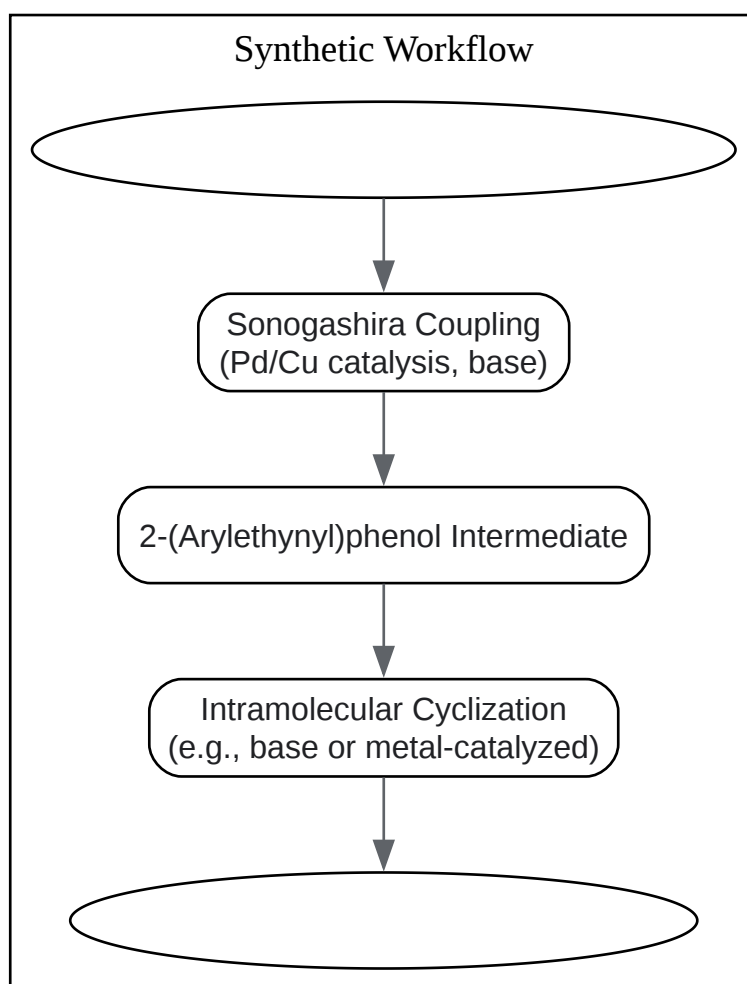 Synthetic Workflow
Sonogashira Coupling
(Pd/Cu catalysis, base)
2-(Arylethynyl)phenol Intermediate
Intramolecular Cyclization
(e.g., base or metal-catalyzed)